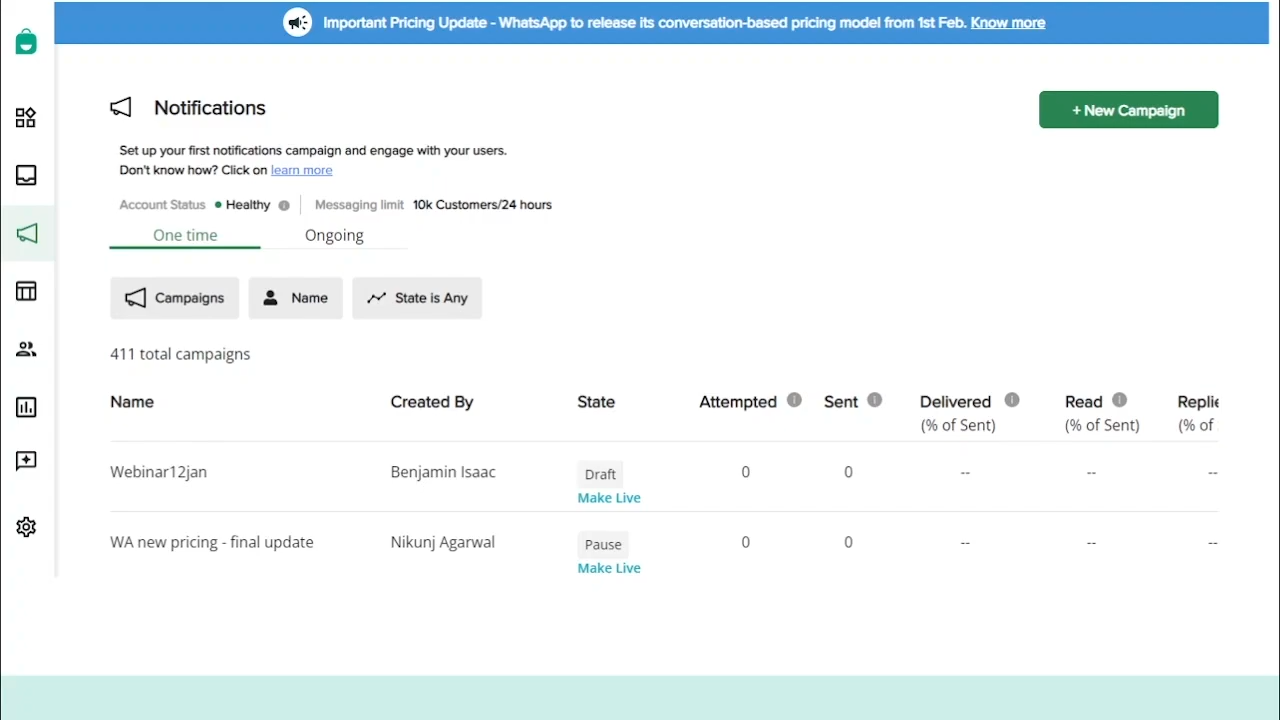 Important Pricing Update - WhatsApp to release its conversation-based pricing model from 1st Feb. Know more
Notifications
+ New Campaign
Set up your first notifications campaign and engage with your users.
Don't know how? Click on learn more
Account Status Healthy Messaging limit 10k Customers/24 hours
One time Ongoing
Campaigns Name State is Any
411 total campaigns
Name Created By State Attempted Sent Delivered Read Replie
(% of Sent) (% of Sent) (% of
Webinar12jan Benjamin Isaac Draft 0 0 -- -- --
Make Live
WA new pricing - final update Nikunj Agarwal Pause 0 0 -- -- --
Make Live